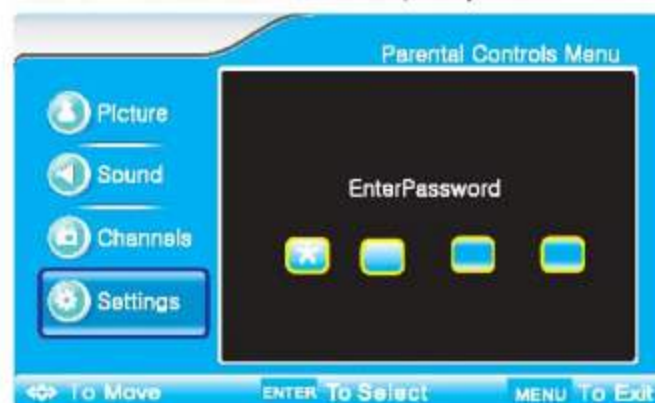 Parental Controls Menu
Picture
Sound
Channels
Settings
EnterPassword
*
To Move ENTER To Select MENU To Exit